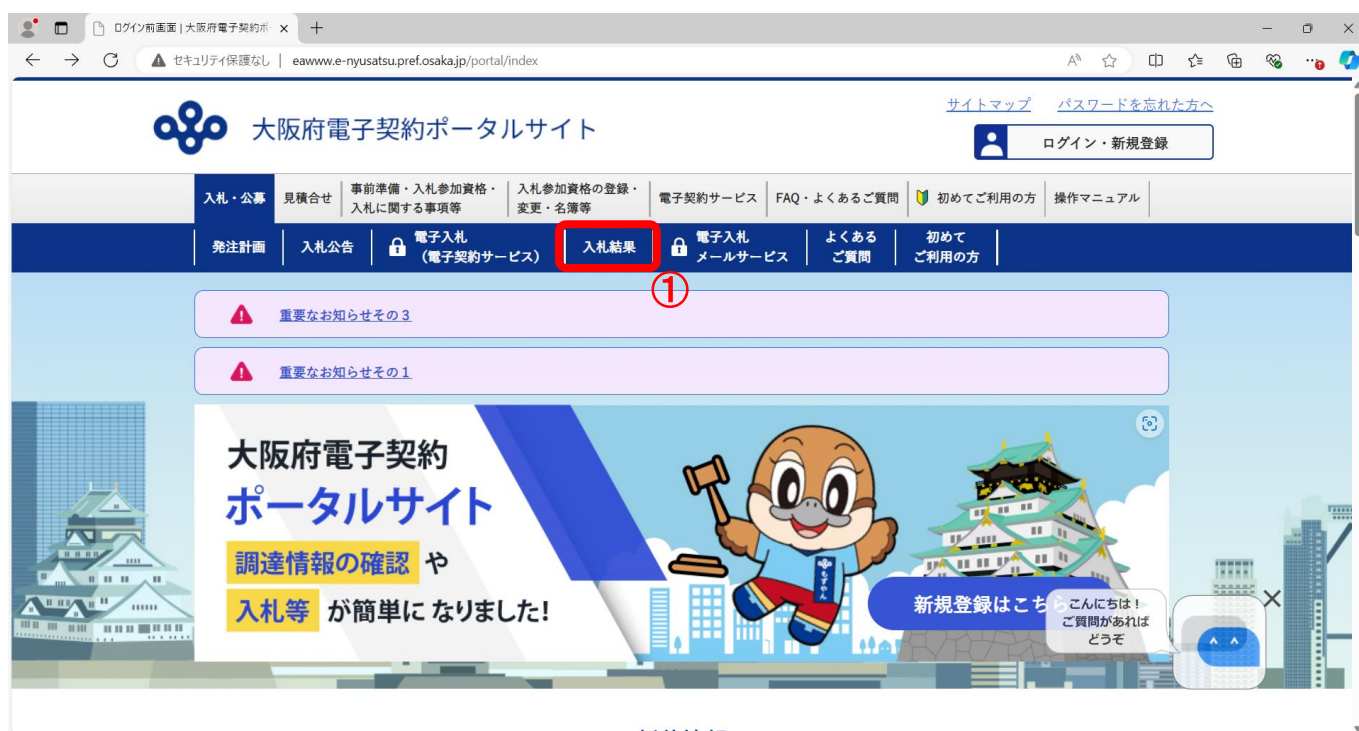 ログイン前画面 | 大阪府電子契約ポ
セキュリティ保護なし | eawww.e-nyusatsu.pref.osaka.jp/portal/index
サイトマップ パスワードを忘れた方へ
大阪府電子契約ポータルサイト
ログイン・新規登録
入札・公募 見積合せ 事前準備・入札参加資格・ 入札参加資格の登録・ 電子契約サービス FAQ・よくあるご質問 初めてご利用の方 操作マニュアル
入札に関する事項等 変更・名簿等
発注計画 入札公告 電子入札 入札結果 電子入札 よくある 初めて
(電子契約サービス) メールサービス ご質問 ご利用の方
①
重要なお知らせその3
重要なお知らせその1
大阪府電子契約
ポータルサイト
調達情報の確認 や
入札等 が簡単に なりました!
もずやん
新規登録はこち
こんにちは!
ご質問があれば
どうぞ